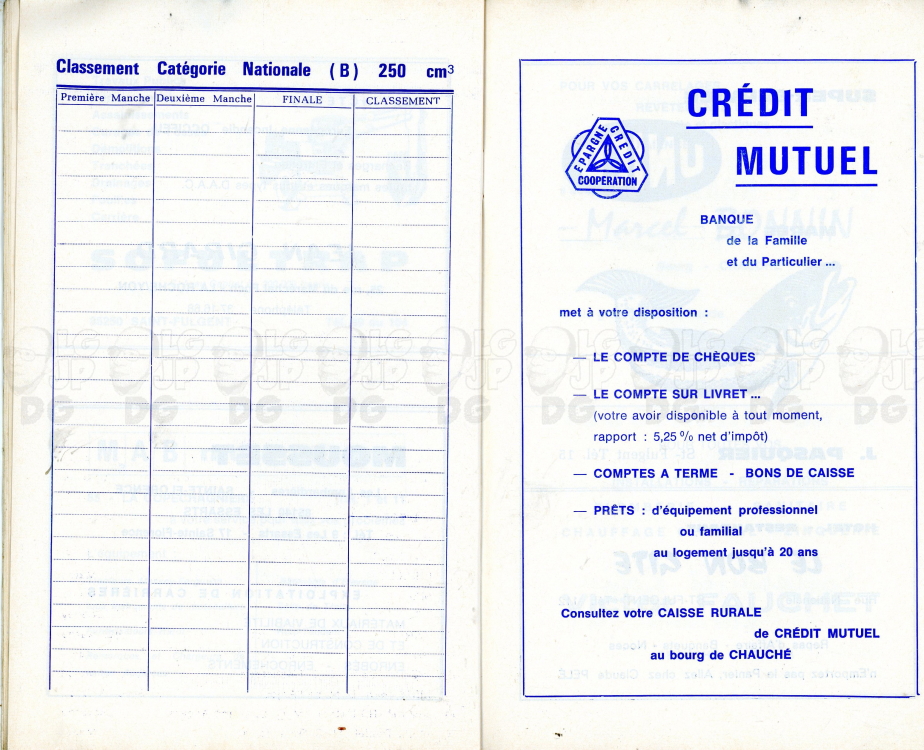 Classement Catégorie Nationale (B) 250 cm³
Première Manche Deuxième Manche FINALE CLASSEMENT
CRÉDIT
MUTUEL
EPARGNE CREDIT
COOPERATION
BANQUE
de la Famille
et du Particulier ...
met à votre disposition :
— LE COMPTE DE CHÈQUES
— LE COMPTE SUR LIVRET ...
(votre avoir disponible à tout moment,
rapport : 5,25 % net d'impôt)
— COMPTES A TERME - BONS DE CAISSE
— PRÊTS : d'équipement professionnel
ou familial
au logement jusqu'à 20 ans
Consultez votre CAISSE RURALE
de CRÉDIT MUTUEL
au bourg de CHAUCHÉ
LG JP DG